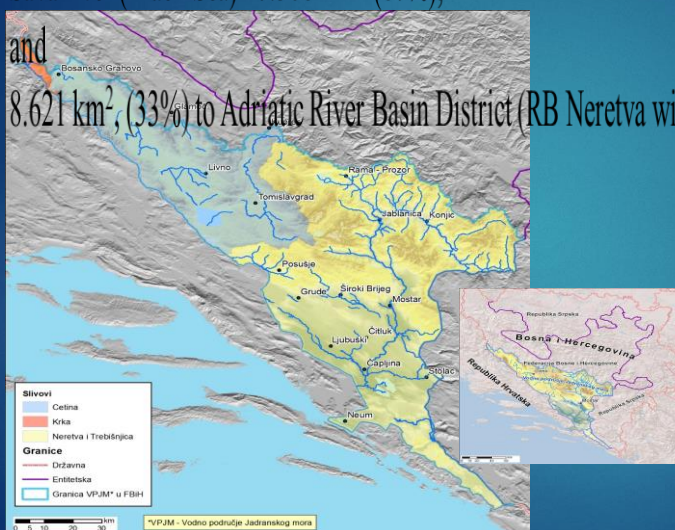 and
8.621 km², (33%) to Adriatic River Basin District (RB Neretva wi
Bosansko Grahovo
Livno
Tomislavgrad
Rama - Prozor
Jablanica
Konjic
Posušje
Grude
Široki Brijeg
Mostar
Čitluk
Ljubuški
Čapljina
Stolac
Neum
Slivovi
Cetina
Krka
Neretva i Trebišnjica
Granice
Državna
Entitetska
Granica VPJM* u FBiH
km
0 5 10 20 30
*VPJM - Vodno područje Jadranskog mora
Republika Srpska
Bosna i Hercegovina
Federacija Bosne i Hercegovine
Republika Hrvatska
Republika Srpska